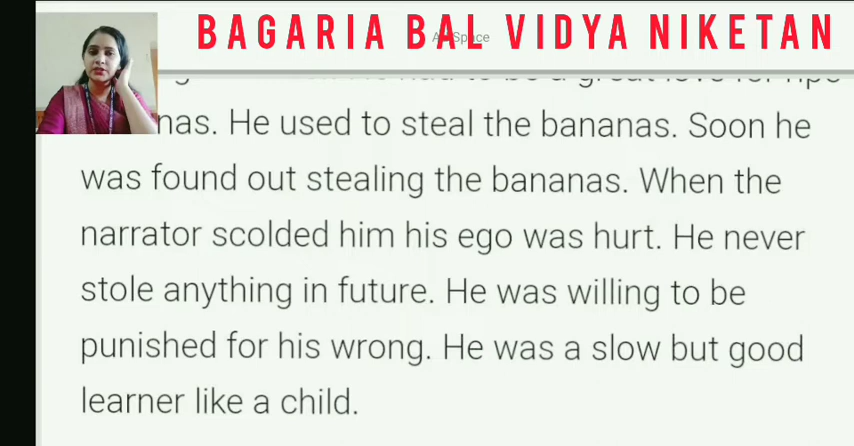 BAGARIA BAL VIDYA NIKETAN
nas. He used to steal the bananas. Soon he
was found out stealing the bananas. When the
narrator scolded him his ego was hurt. He never
stole anything in future. He was willing to be
punished for his wrong. He was a slow but good
learner like a child.